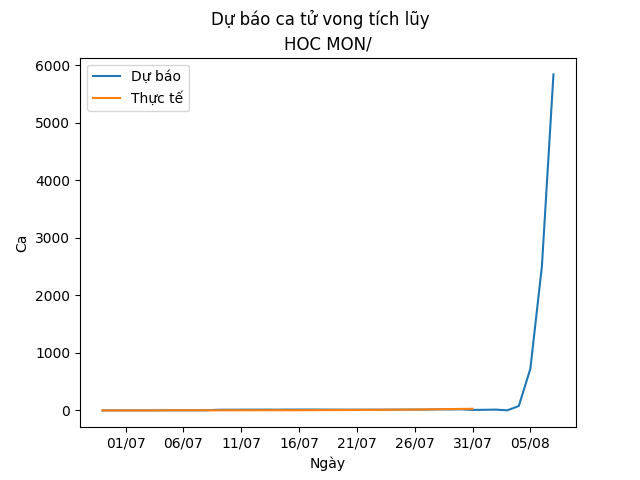 Dự báo ca tử vong tích lũy
HOC MON/
Dự báo
Thực tế
Ca
6000
5000
4000
3000
2000
1000
0
01/07 06/07 11/07 16/07 21/07 26/07 31/07 05/08
Ngày